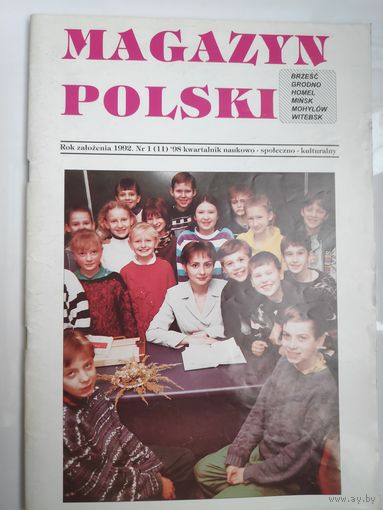 MAGAZYN
POLSKI
BRZEŚĆ
GRODNO
HOMEL
MIŃSK
MOHYLÓW
WITEBSK
Rok założenia 1992. Nr 1 (11) '98 kwartalnik naukowo - społeczno - kulturalny
ay.by